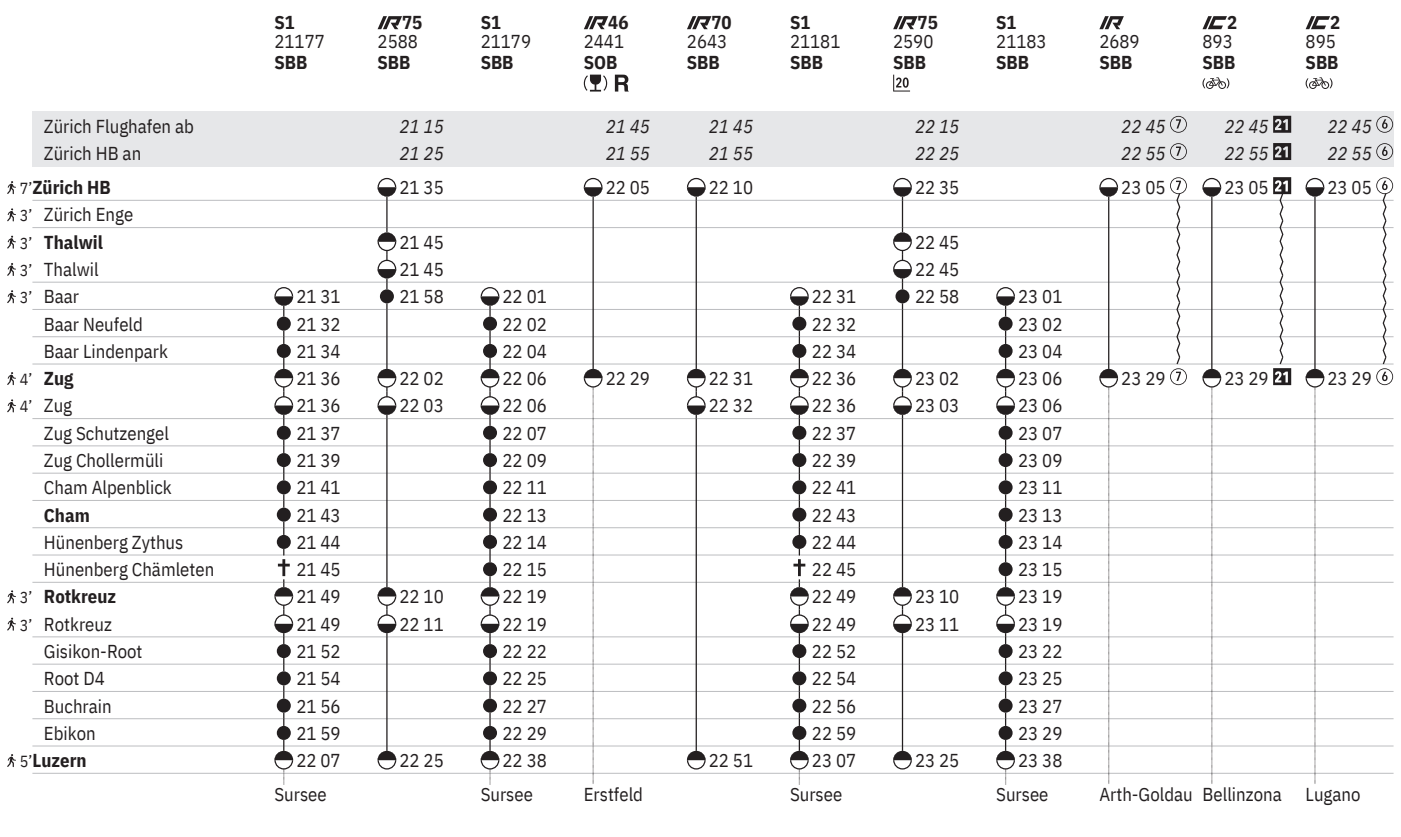 S1 IR75 S1 IR46 IR70 S1 IR75 S1 IR IC2 IC2
21177 2588 21179 2441 2643 21181 2590 21183 2689 893 895
SBB SBB SBB SOB SBB SBB SBB SBB SBB SBB SBB
R 20
Zürich Flughafen ab 21 15 21 45 21 45 22 15 22 45 7 22 45 21 22 45 6
Zürich HB an 21 25 21 55 21 55 22 25 22 55 7 22 55 21 22 55 6
7' Zürich HB 21 35 22 05 22 10 22 35 23 05 7 23 05 21 23 05 6
3' Zürich Enge
3' Thalwil 21 45 22 45
3' Thalwil 21 45 22 45
3' Baar 21 31 21 58 22 01 22 31 22 58 23 01
Baar Neufeld 21 32 22 02 22 32 23 02
Baar Lindenpark 21 34 22 04 22 34 23 04
4' Zug 21 36 22 02 22 06 22 29 22 31 22 36 23 02 23 06 23 29 7 23 29 21 23 29 6
4' Zug 21 36 22 03 22 06 22 32 22 36 23 03 23 06
Zug Schutzengel 21 37 22 07 22 37 23 07
Zug Chollermüli 21 39 22 09 22 39 23 09
Cham Alpenblick 21 41 22 11 22 41 23 11
Cham 21 43 22 13 22 43 23 13
Hünenberg Zythus 21 44 22 14 22 44 23 14
Hünenberg Chämleten 21 45 22 15 22 45 23 15
3' Rotkreuz 21 49 22 10 22 19 22 49 23 10 23 19
3' Rotkreuz 21 49 22 11 22 19 22 49 23 11 23 19
Gisikon-Root 21 52 22 22 22 52 23 22
Root D4 21 54 22 25 22 54 23 25
Buchrain 21 56 22 27 22 56 23 27
Ebikon 21 59 22 29 22 59 23 29
5' Luzern 22 07 22 25 22 38 22 51 23 07 23 25 23 38
Sursee Sursee Erstfeld Sursee Sursee Arth-Goldau Bellinzona Lugano